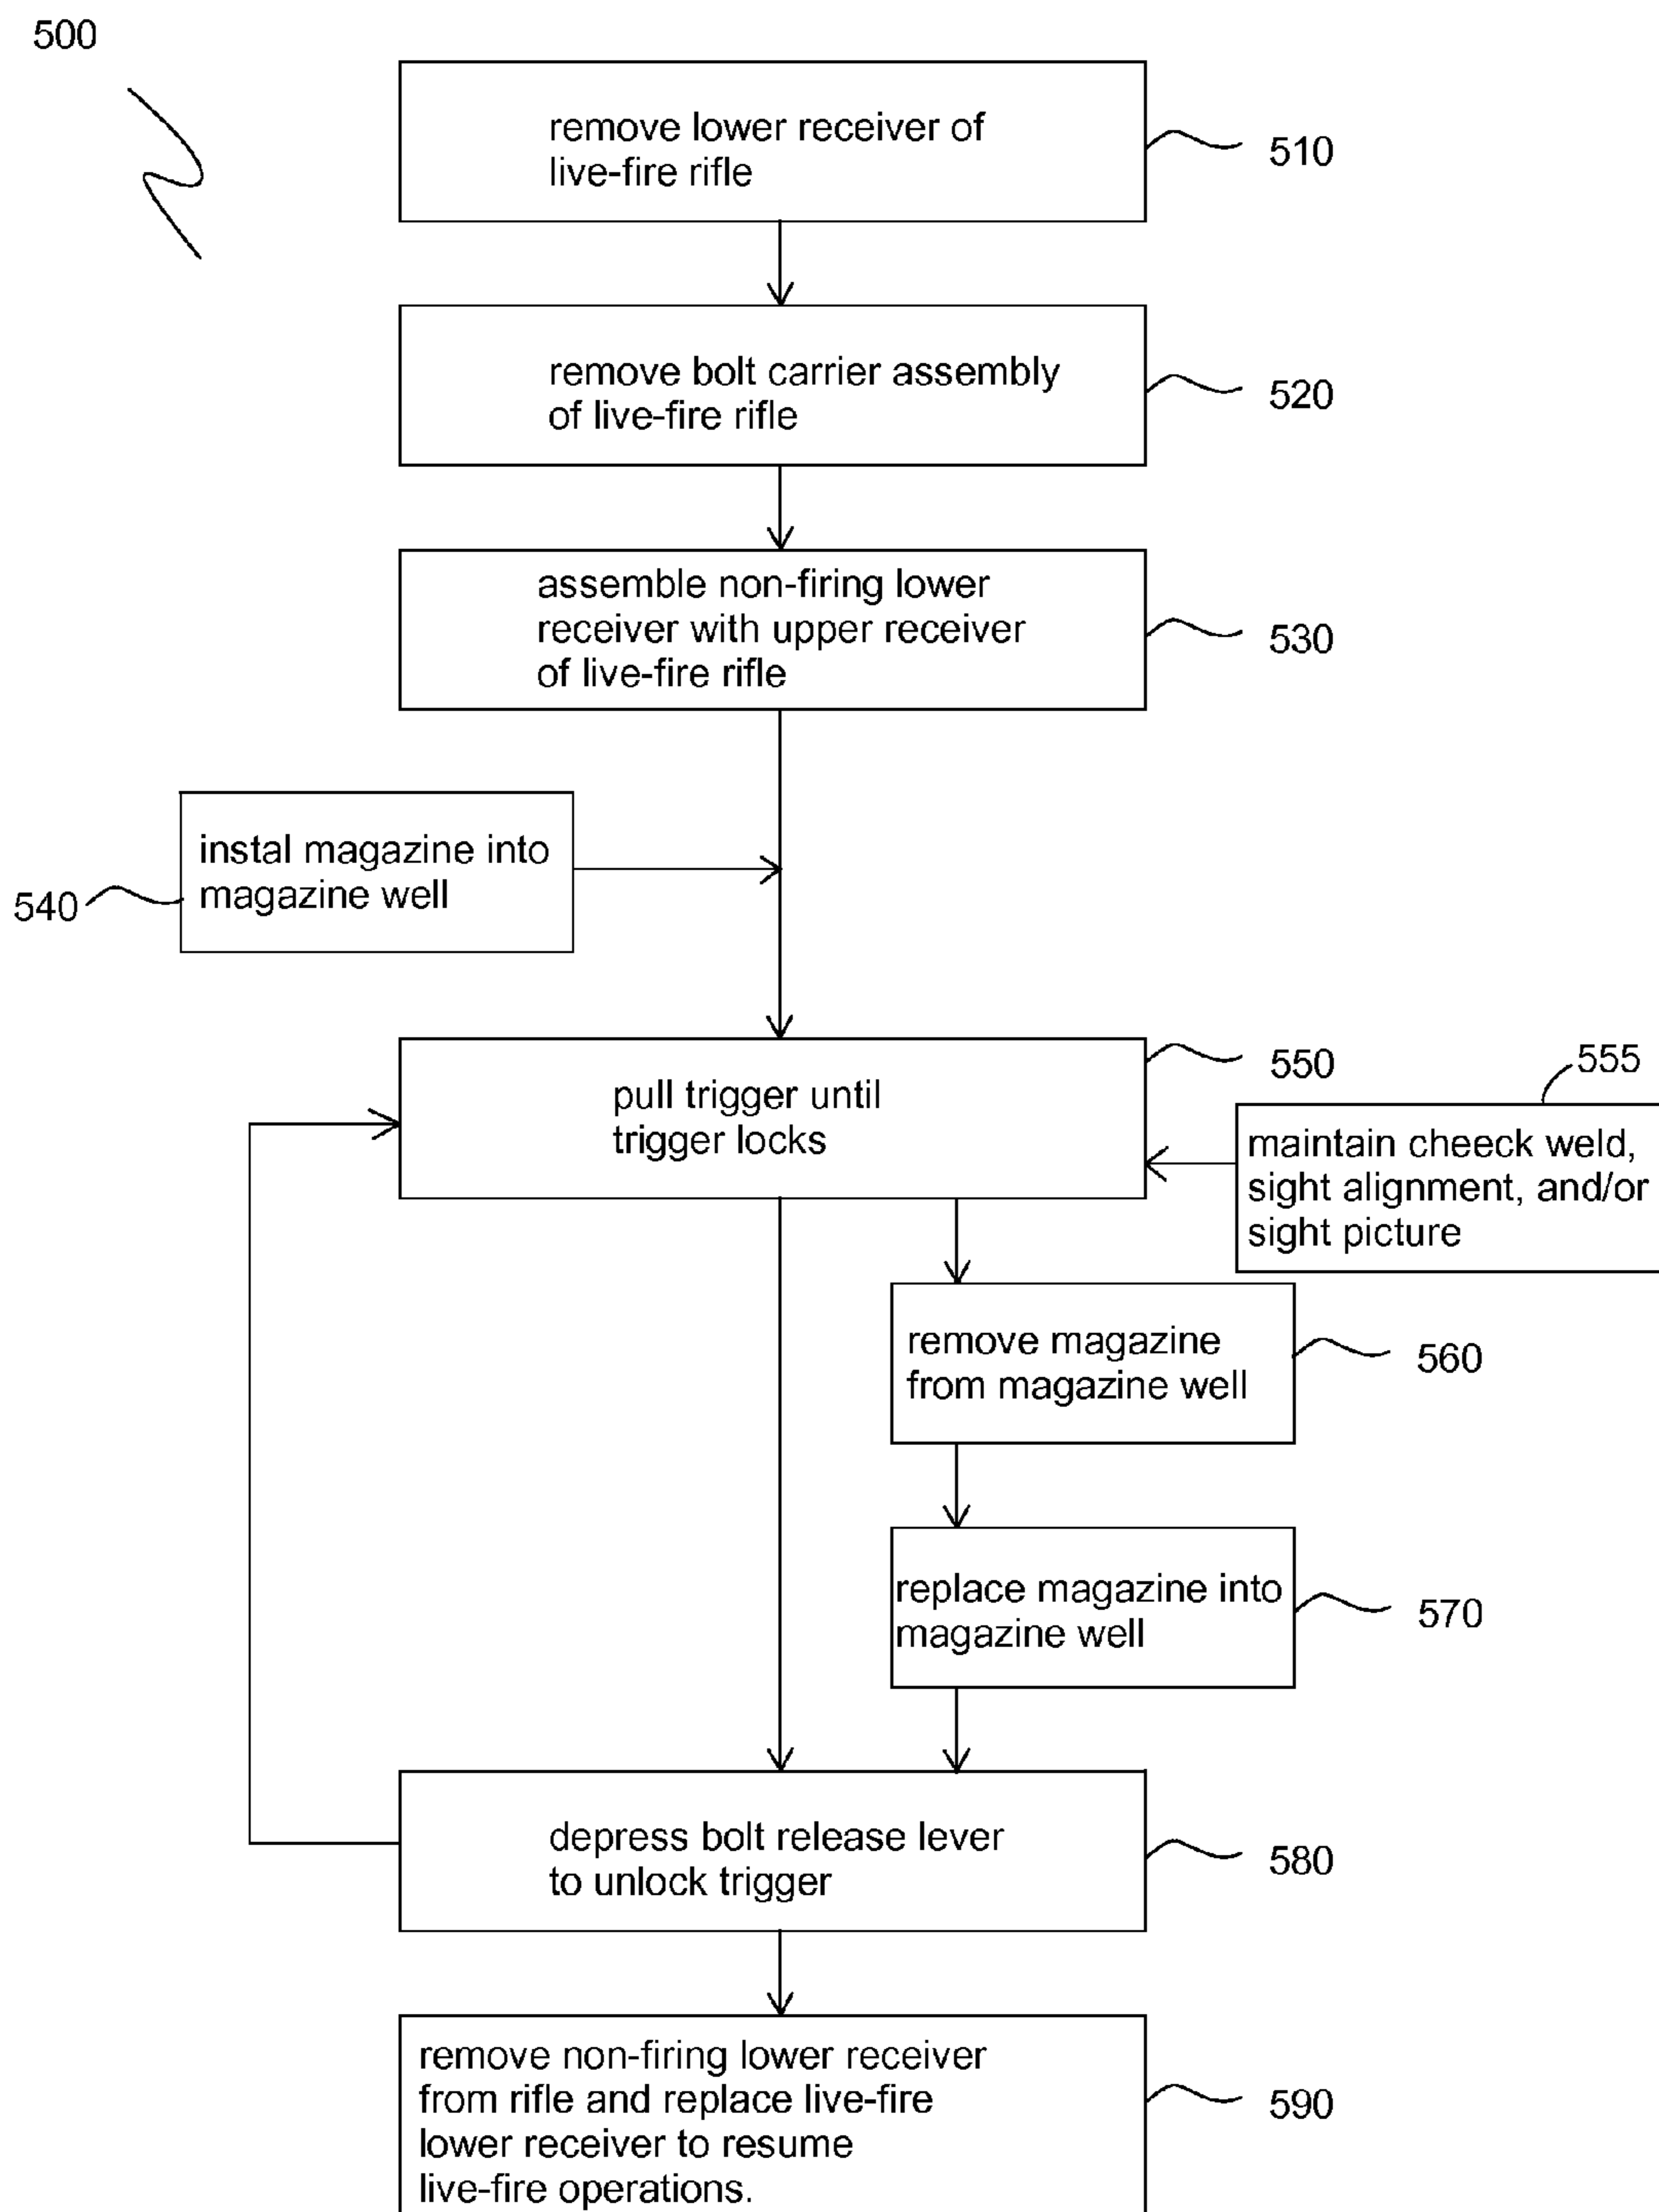 500
remove lower receiver of
live-fire rifle
510
remove bolt carrier assembly
of live-fire rifle
520
assemble non-firing lower
receiver with upper receiver
of live-fire rifle
530
instal magazine into
magazine well
540
pull trigger until
trigger locks
550
555
maintain cheeck weld,
sight alignment, and/or
sight picture
remove magazine
from magazine well
560
replace magazine into
magazine well
570
depress bolt release lever
to unlock trigger
580
remove non-firing lower receiver
from rifle and replace live-fire
lower receiver to resume
live-fire operations.
590